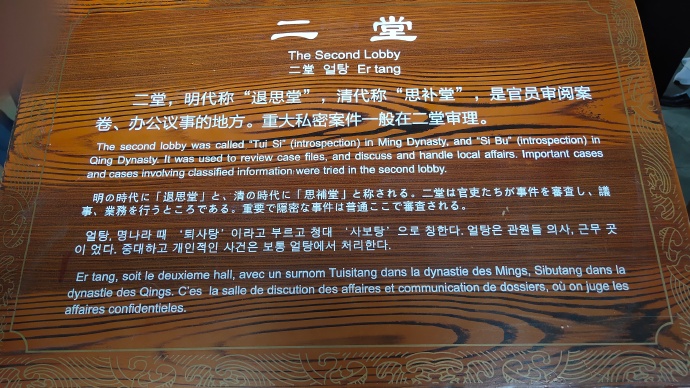 二 堂
The Second Lobby
二堂 얼탕 Er tang
二堂，明代称“退思堂”，清代称“思补堂”，是官员审阅案
卷、办公议事的地方。重大私密案件一般在二堂审理。
The second lobby was called "Tui Si" (introspection) in Ming Dynasty, and "Si Bu" (introspection) in
Qing Dynasty. It was used to review case files, and discuss and handle local affairs. Important cases
and cases involving classified information were tried in the second lobby.
明の時代に「退思堂」と、清の時代に「思補堂」と称される。二堂は官吏たちが事件を審査し、議
事、業務を行うところである。重要で隠密な事件は普通ここで審査される。
얼탕, 명나라 때 '퇴사탕' 이라고 부르고 청대 '사보탕' 으로 칭한다. 얼탕은 관원들 의사, 근무 곳
이 었다. 중대하고 개인적인 사건은 보통 얼탕에서 처리한다.
Er tang, soit le deuxieme hall, avec un surnom Tuisitang dans la dynastie des Mings, Sibutang dans la
dynastie des Qings. C'es la salle de discution des affaires et communication de dossiers, où on juge les
affaires confidentieles.